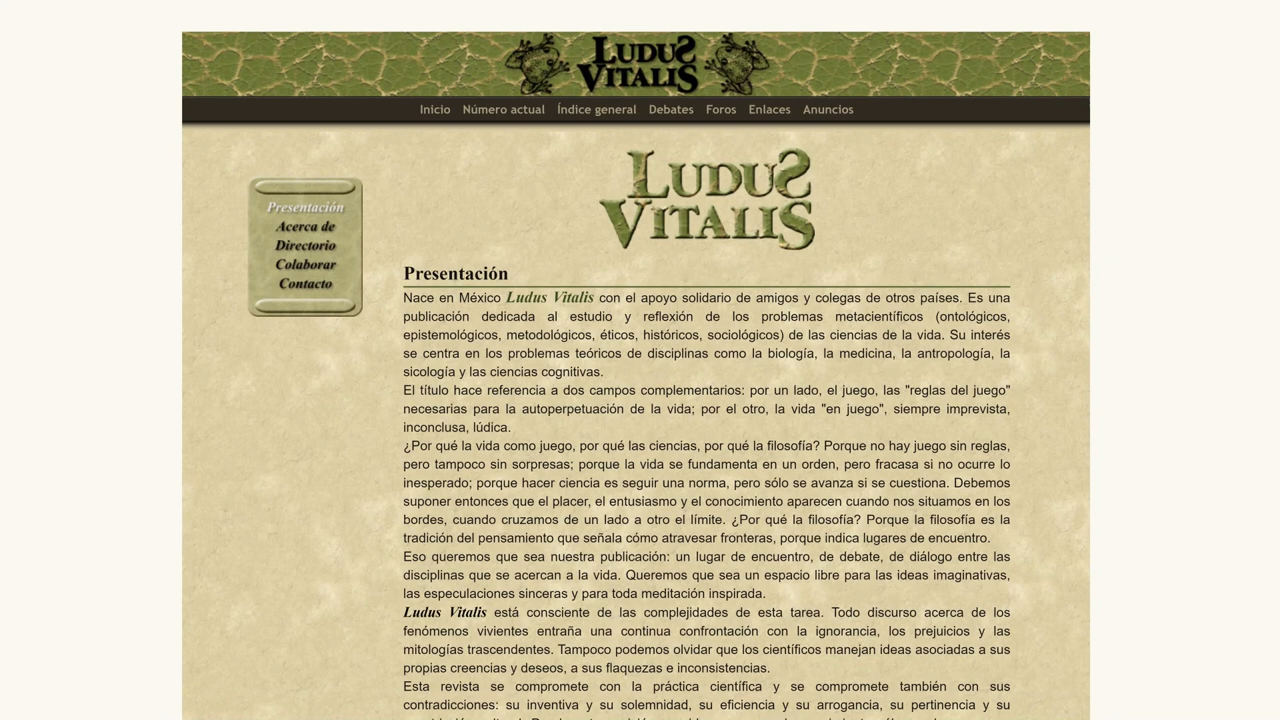 LUDUS
VITALIS
Inicio Número actual Índice general Debates Foros Enlaces Anuncios
LUDUS
VITALIS
Presentación
Acerca de
Directorio
Colaborar
Contacto
Presentación
Nace en México Ludus Vitalis con el apoyo solidario de amigos y colegas de otros países. Es una
publicación dedicada al estudio y reflexión de los problemas metacientíficos (ontológicos,
epistemológicos, metodológicos, éticos, históricos, sociológicos) de las ciencias de la vida. Su interés
se centra en los problemas teóricos de disciplinas como la biología, la medicina, la antropología, la
sicología y las ciencias cognitivas.
El título hace referencia a dos campos complementarios: por un lado, el juego, las "reglas del juego"
necesarias para la autoperpetuación de la vida; por el otro, la vida "en juego", siempre imprevista,
inconclusa, lúdica.
¿Por qué la vida como juego, por qué las ciencias, por qué la filosofía? Porque no hay juego sin reglas,
pero tampoco sin sorpresas; porque la vida se fundamenta en un orden, pero fracasa si no ocurre lo
inesperado; porque hacer ciencia es seguir una norma, pero sólo se avanza si se cuestiona. Debemos
suponer entonces que el placer, el entusiasmo y el conocimiento aparecen cuando nos situamos en los
bordes, cuando cruzamos de un lado a otro el límite. ¿Por qué la filosofía? Porque la filosofía es la
tradición del pensamiento que señala cómo atravesar fronteras, porque indica lugares de encuentro.
Eso queremos que sea nuestra publicación: un lugar de encuentro, de debate, de diálogo entre las
disciplinas que se acercan a la vida. Queremos que sea un espacio libre para las ideas imaginativas,
las especulaciones sinceras y para toda meditación inspirada.
Ludus Vitalis está consciente de las complejidades de esta tarea. Todo discurso acerca de los
fenómenos vivientes entraña una continua confrontación con la ignorancia, los prejuicios y las
mitologías trascendentes. Tampoco podemos olvidar que los científicos manejan ideas asociadas a sus
propias creencias y deseos, a sus flaquezas e inconsistencias.
Esta revista se compromete con la práctica científica y se compromete también con sus
contradicciones: su inventiva y su solemnidad, su eficiencia y su arrogancia, su pertinencia y su